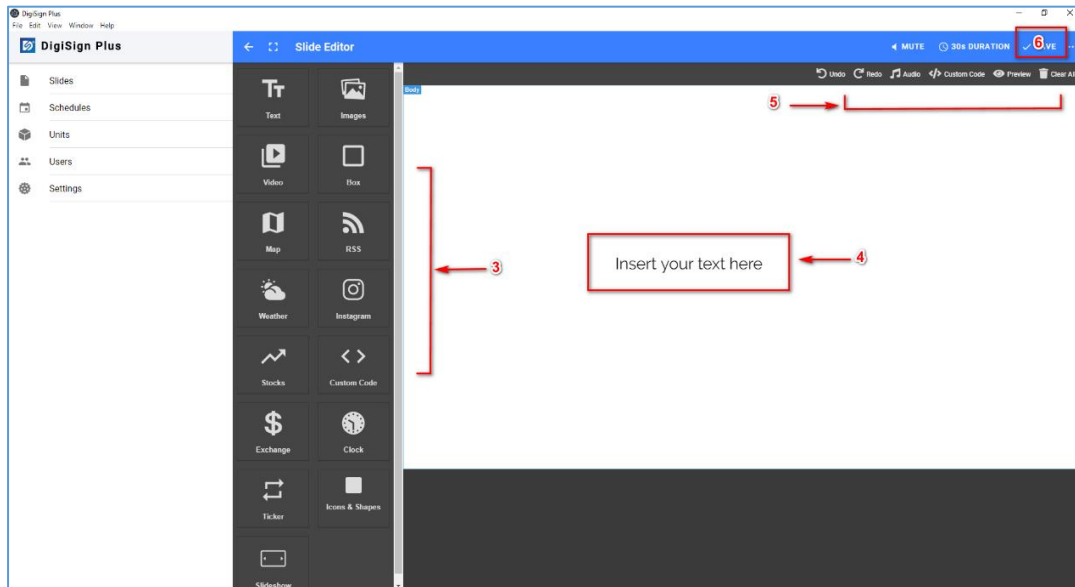 DigiSign Plus
File Edit View Window Help
DigiSign Plus
Slide Editor
MUTE
30s DURATION
6
VE
Slides
Schedules
Units
Users
Settings
Undo Redo Audio Custom Code Preview Clear Al
Body
5
Text Images
Video Box
Map RSS
Weather Instagram
Stocks Custom Code
Exchange Clock
Ticker Icons & Shapes
Slideshow
3
Insert your text here
4